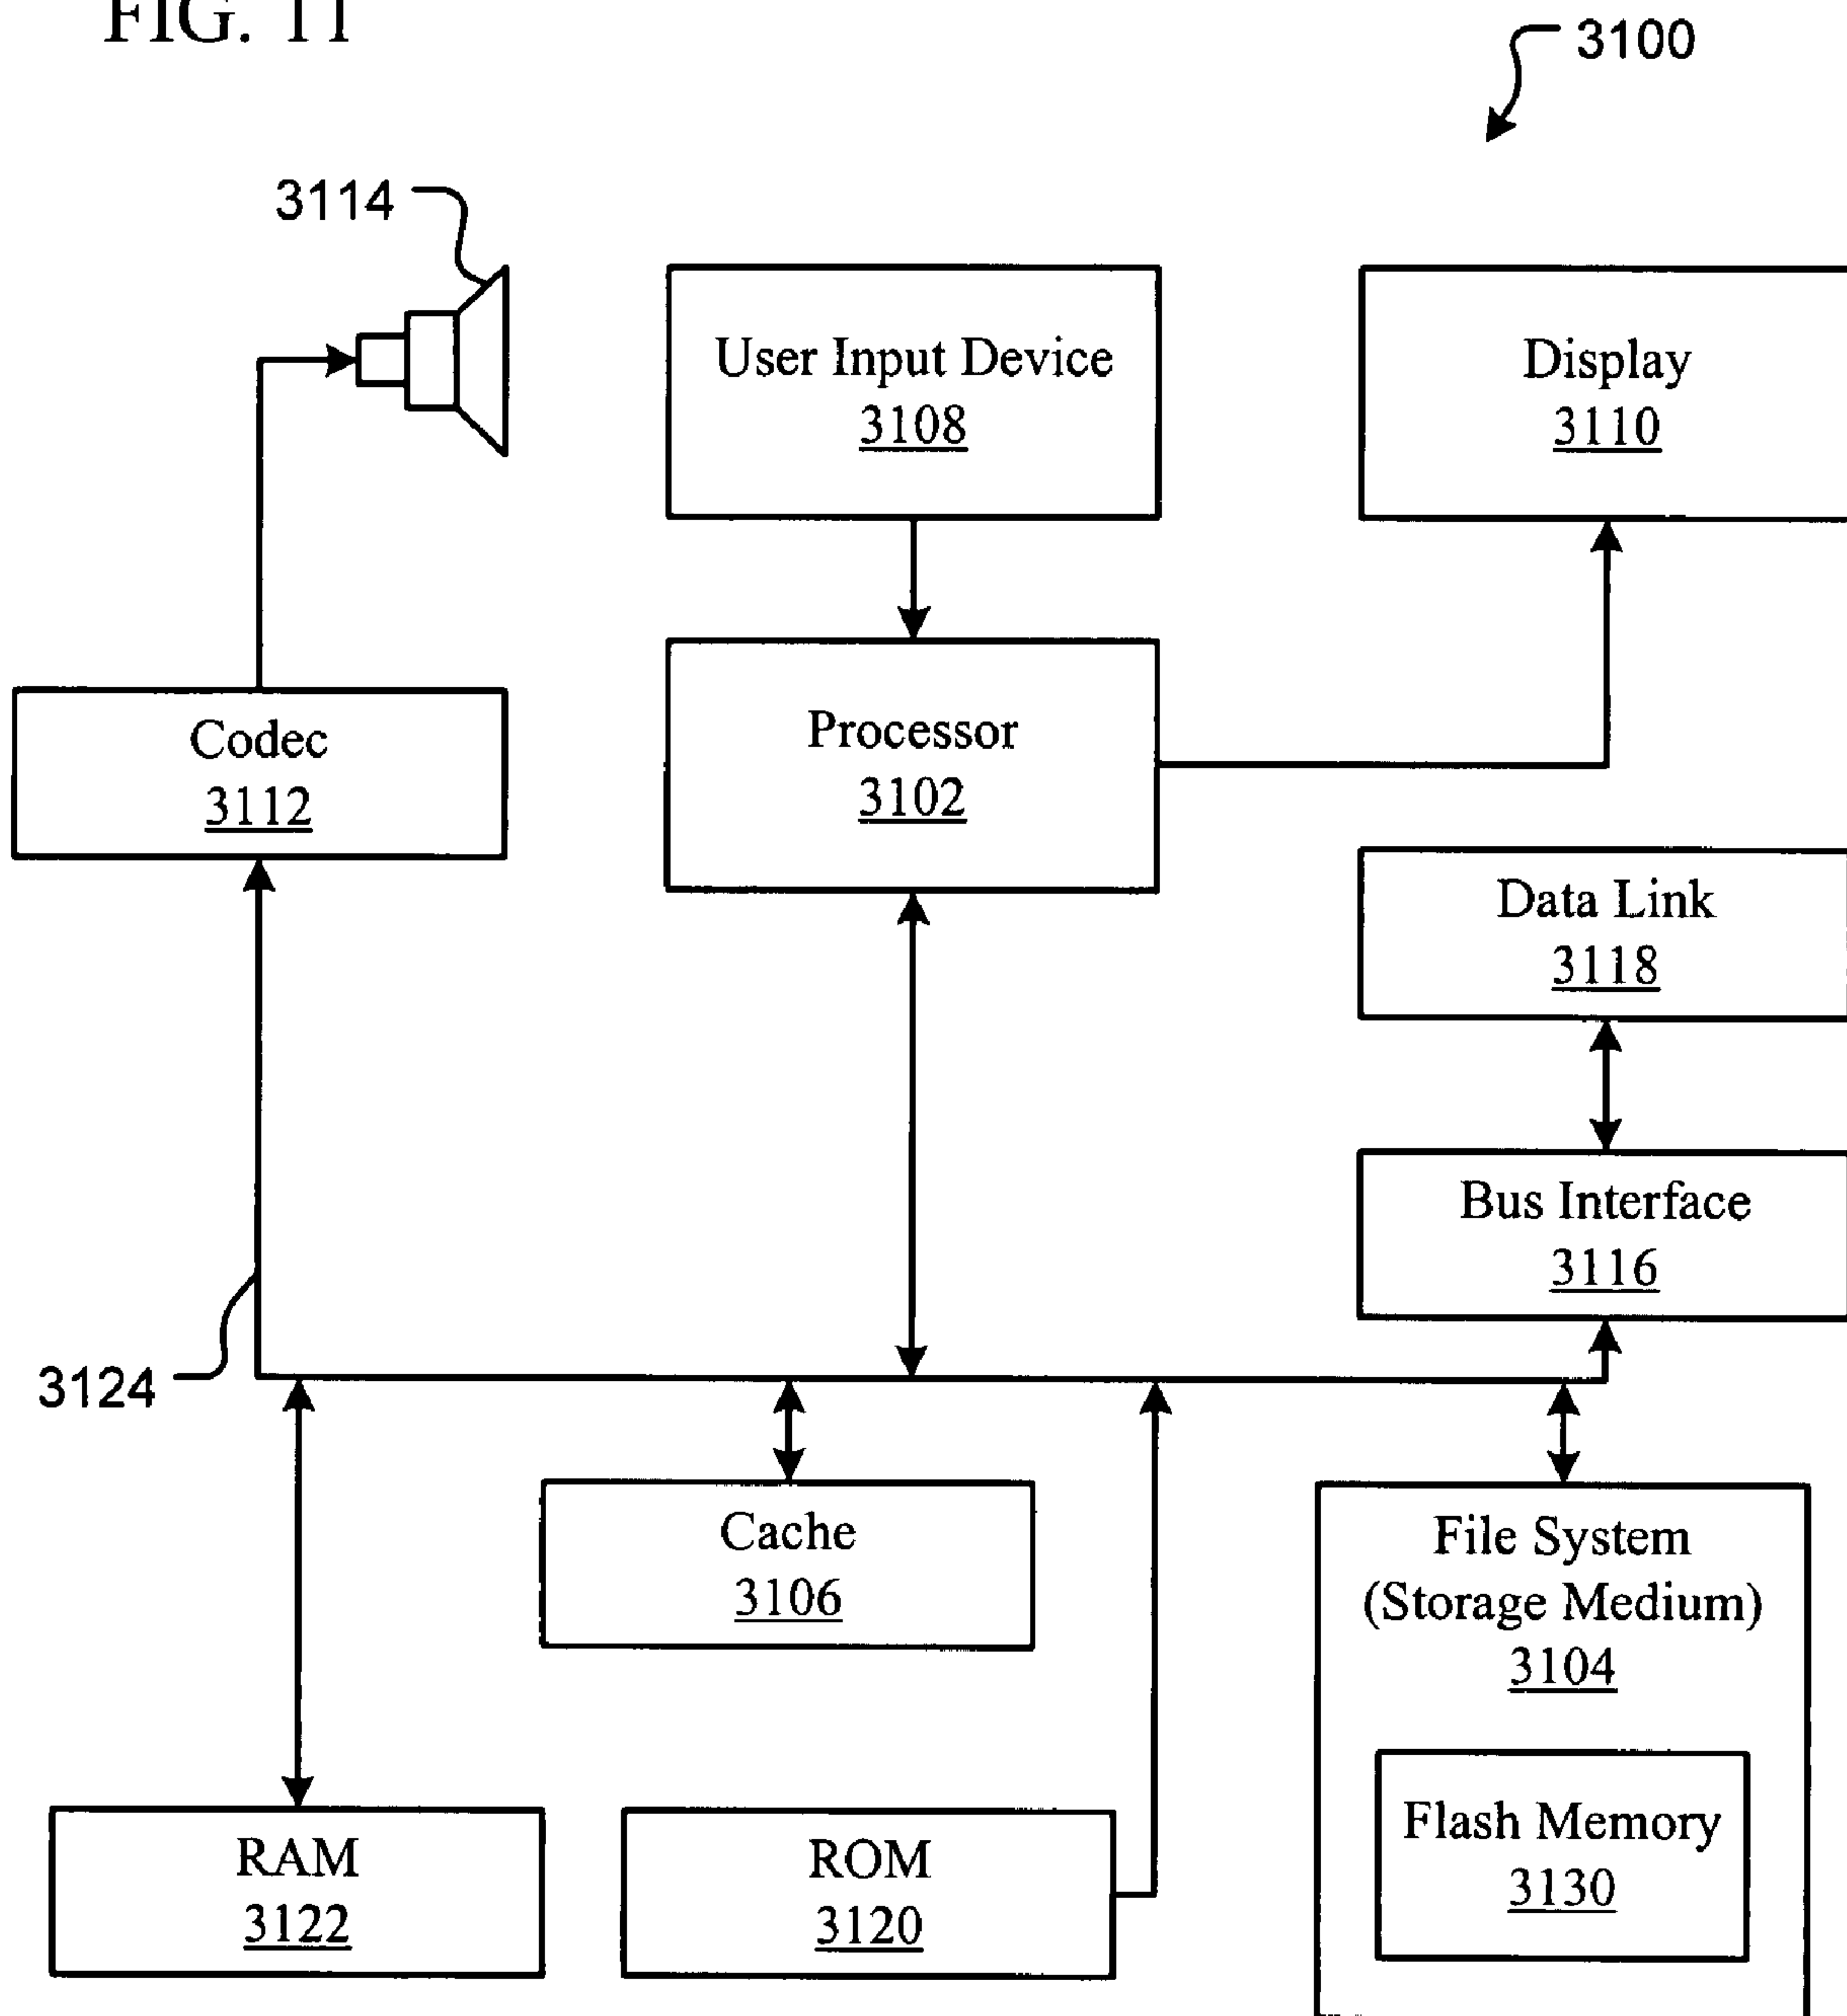 FIG. 11
3100
3114
User Input Device
3108
Display
3110
Processor
3102
Codec
3112
Data Link
3118
Bus Interface
3116
3124
Cache
3106
File System
(Storage Medium)
3104
Flash Memory
3130
RAM
3122
ROM
3120